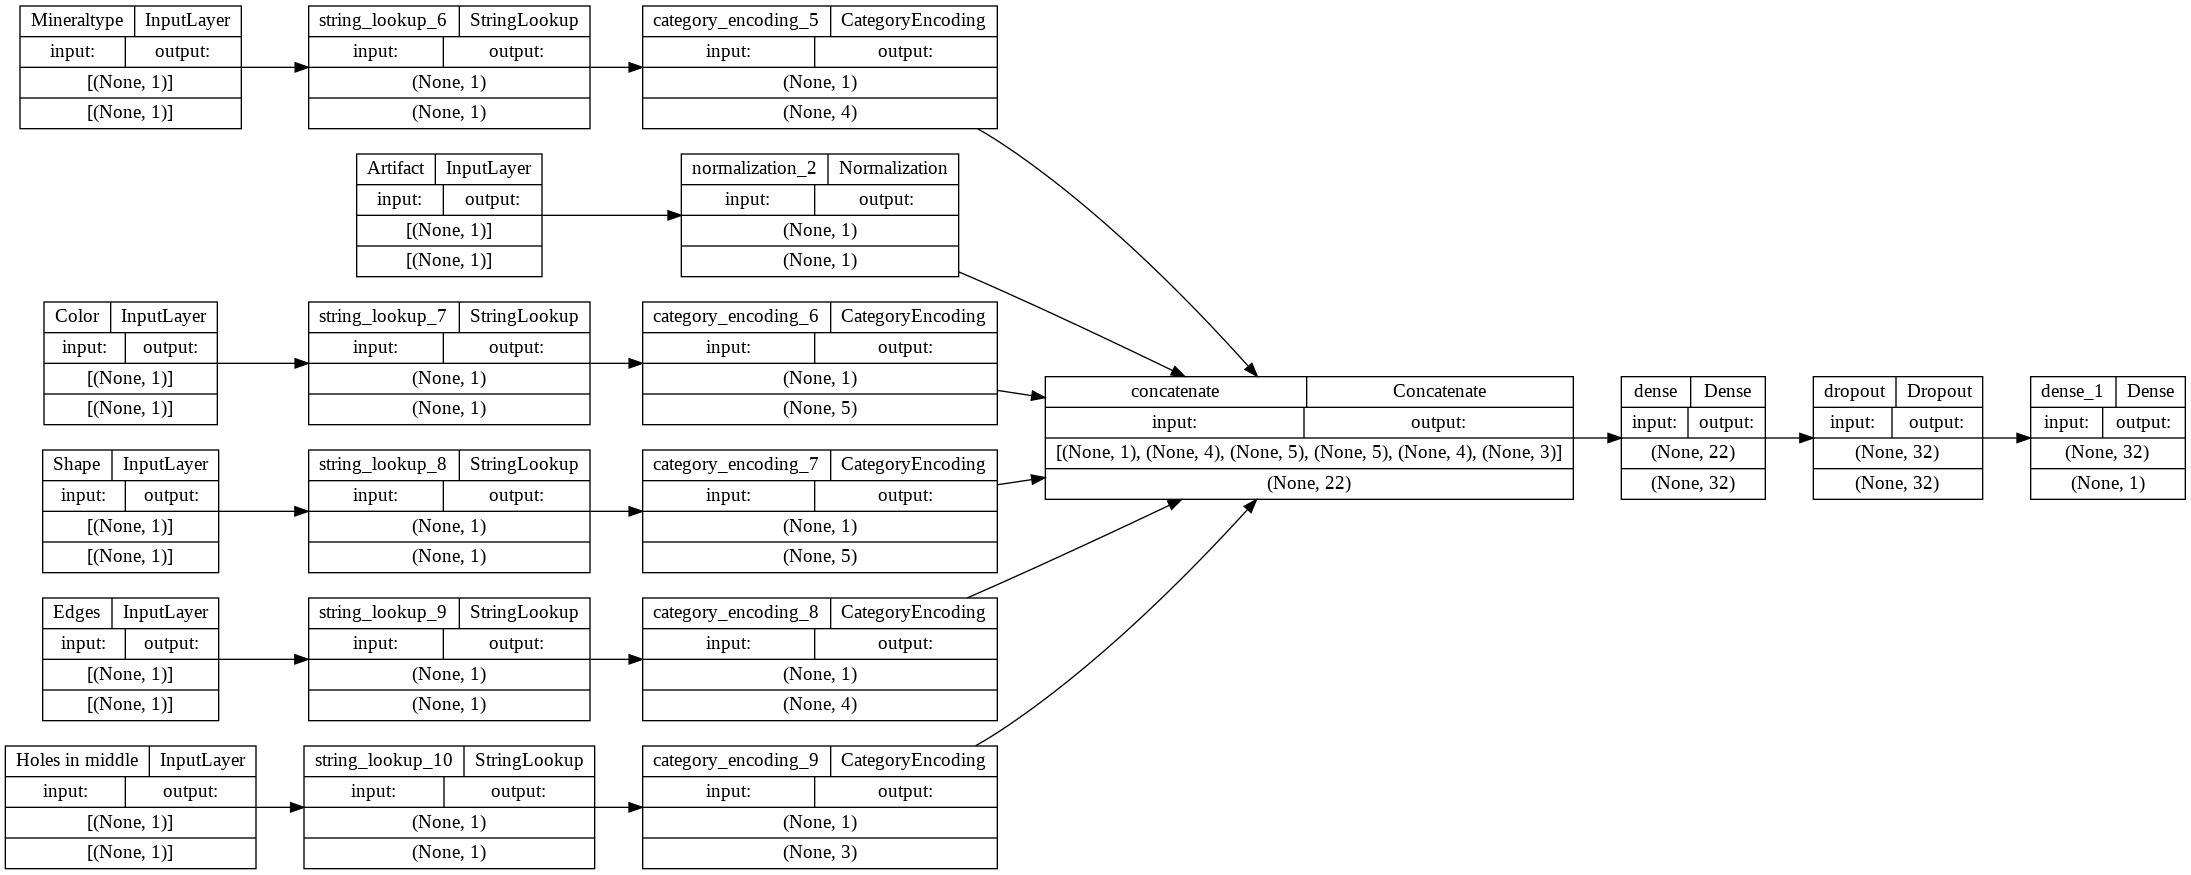 Mineraltype InputLayer
input: output:
[(None, 1)]
[(None, 1)]
string_lookup_6 StringLookup
input: output:
(None, 1)
(None, 1)
category_encoding_5 CategoryEncoding
input: output:
(None, 1)
(None, 4)
Artifact InputLayer
input: output:
[(None, 1)]
[(None, 1)]
normalization_2 Normalization
input: output:
(None, 1)
(None, 1)
Color InputLayer
input: output:
[(None, 1)]
[(None, 1)]
string_lookup_7 StringLookup
input: output:
(None, 1)
(None, 1)
category_encoding_6 CategoryEncoding
input: output:
(None, 1)
(None, 5)
Shape InputLayer
input: output:
[(None, 1)]
[(None, 1)]
string_lookup_8 StringLookup
input: output:
(None, 1)
(None, 1)
category_encoding_7 CategoryEncoding
input: output:
(None, 1)
(None, 5)
Edges InputLayer
input: output:
[(None, 1)]
[(None, 1)]
string_lookup_9 StringLookup
input: output:
(None, 1)
(None, 1)
category_encoding_8 CategoryEncoding
input: output:
(None, 1)
(None, 4)
Holes in middle InputLayer
input: output:
[(None, 1)]
[(None, 1)]
string_lookup_10 StringLookup
input: output:
(None, 1)
(None, 1)
category_encoding_9 CategoryEncoding
input: output:
(None, 1)
(None, 3)
concatenate Concatenate
input: output:
[(None, 1), (None, 4), (None, 5), (None, 5), (None, 4), (None, 3)]
(None, 22)
dense Dense
input: output:
(None, 22)
(None, 32)
dropout Dropout
input: output:
(None, 32)
(None, 32)
dense_1 Dense
input: output:
(None, 32)
(None, 1)